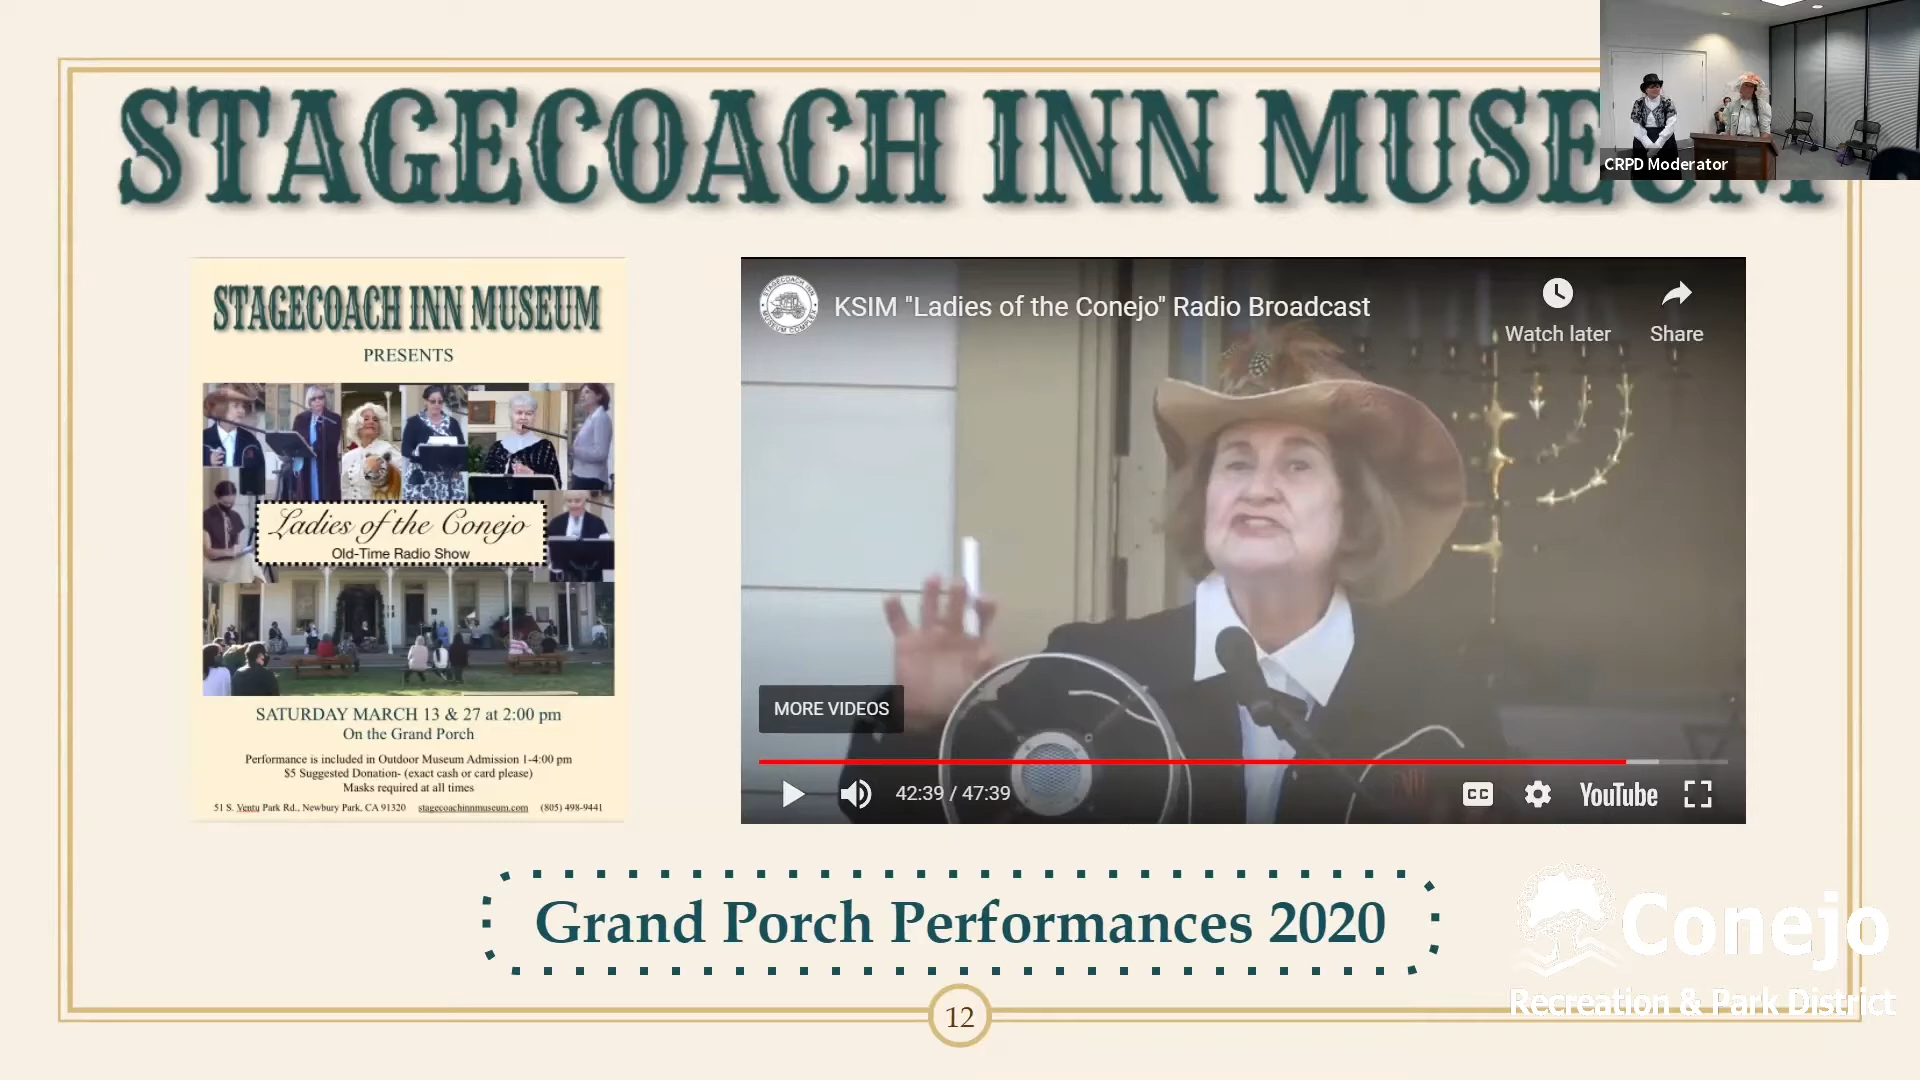 STAGECOACH INN MUSEUM
CRPD Moderator
STAGECOACH INN MUSEUM
PRESENTS
Ladies of the Conejo
Old-Time Radio Show
SATURDAY MARCH 13 & 27 at 2:00 pm
On the Grand Porch
Performance is included in Outdoor Museum Admission 1-4:00 pm
$5 Suggested Donation- (exact cash or card please)
Masks required at all times
51 S. Ventu Park Rd., Newbury Park, CA 91320 stagecoachinnmuseum.com (805) 498-9441
STAGECOACH INN
MUSEUM COMPLEX
KSIM "Ladies of the Conejo" Radio Broadcast
Watch later
Share
MORE VIDEOS
42:39 / 47:39
CC
YouTube
Grand Porch Performances 2020
Conejo
Recreation & Park District
12